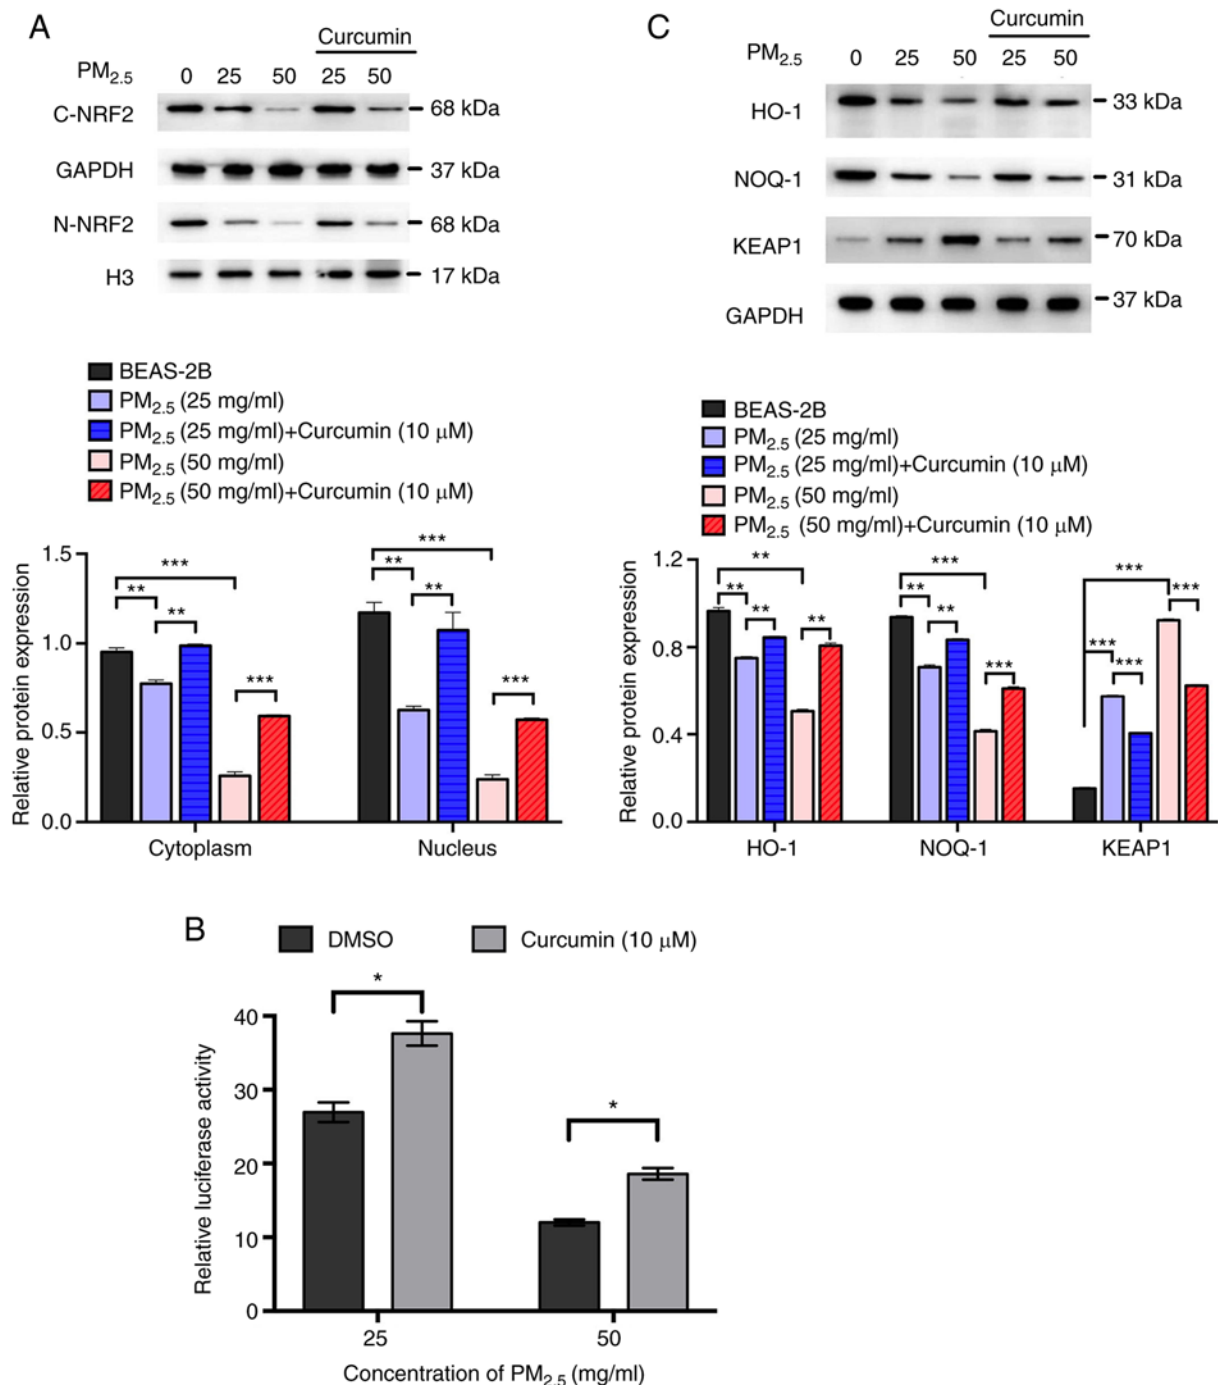 A
Curcumin
PM2.5 0 25 50 25 50
C-NRF2 68 kDa
GAPDH 37 kDa
N-NRF2 68 kDa
H3 17 kDa
BEAS-2B
PM2.5 (25 mg/ml)
PM2.5 (25 mg/ml)+Curcumin (10 μM)
PM2.5 (50 mg/ml)
PM2.5 (50 mg/ml)+Curcumin (10 μM)
Relative protein expression
1.5
1.0
0.5
0.0
*** ** ** ***
*** ** ** ***
Cytoplasm Nucleus
C
Curcumin
PM2.5 0 25 50 25 50
HO-1 33 kDa
NOQ-1 31 kDa
KEAP1 70 kDa
GAPDH 37 kDa
BEAS-2B
PM2.5 (25 mg/ml)
PM2.5 (25 mg/ml)+Curcumin (10 μM)
PM2.5 (50 mg/ml)
PM2.5 (50 mg/ml)+Curcumin (10 μM)
Relative protein expression
1.2
0.8
0.4
0.0
** ** ** **
*** ** ** ***
*** *** *** ***
HO-1 NOQ-1 KEAP1
B
DMSO Curcumin (10 μM)
Relative luciferase activity
40
30
20
10
0
* *
25 50
Concentration of PM2.5 (mg/ml)